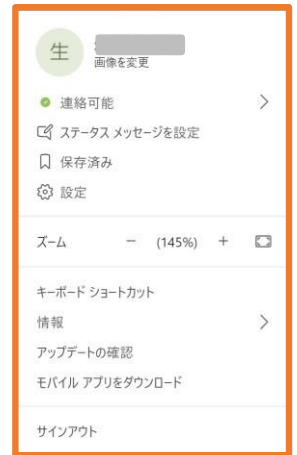 生
画像を変更
連絡可能
ステータス メッセージを設定
保存済み
設定
ズーム − (145%) +
キーボード ショートカット
情報
アップデートの確認
モバイル アプリをダウンロード
サインアウト